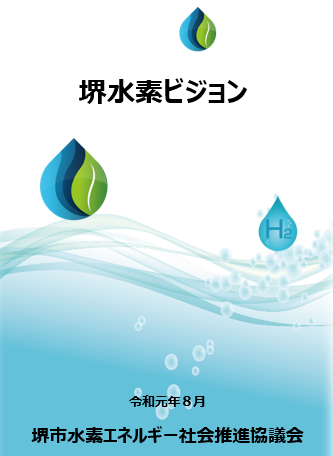 堺水素ビジョン
H2
令和元年８月
堺市水素エネルギー社会推進協議会